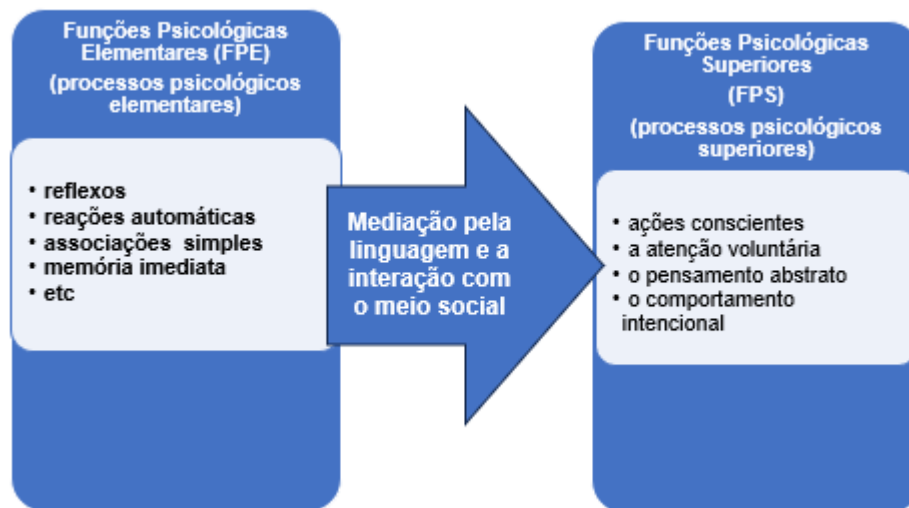 Funções Psicológicas
Elementares (FPE)
(processos psicológicos
elementares)
• reflexos
• reações automáticas
• associações simples
• memória imediata
• etc
Mediação pela
linguagem e a
interação com
o meio social
Funções Psicológicas
Superiores
(FPS)
(processos psicológicos
superiores)
• ações conscientes
• a atenção voluntária
• o pensamento abstrato
• o comportamento
intencional